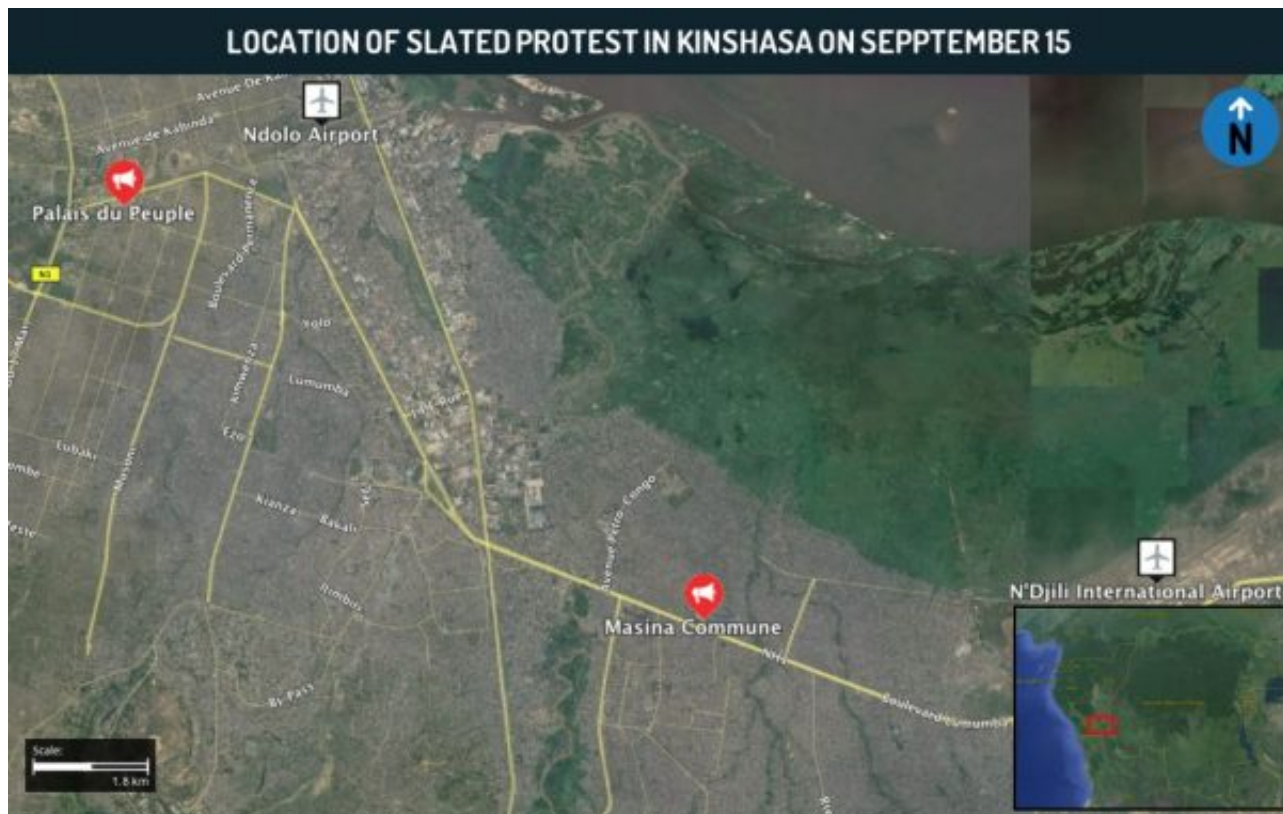 LOCATION OF SLATED PROTEST IN KINSHASA ON SEPPTEMBER 15
N
Avenue De
Ndolo Airport
Avenue de Kabinda
Palais du Peuple
Boulevard Permanence
N1
Yolo
Kimwenza
Lumumba
Ezo
Lubaki
Masoni
Kianza
Bakali
Avenue Petro-Congo
Rimbus
Masina Commune
N'Djili International Airport
By-Pass
Boulevard Lumumba
Scale:
1.8 km